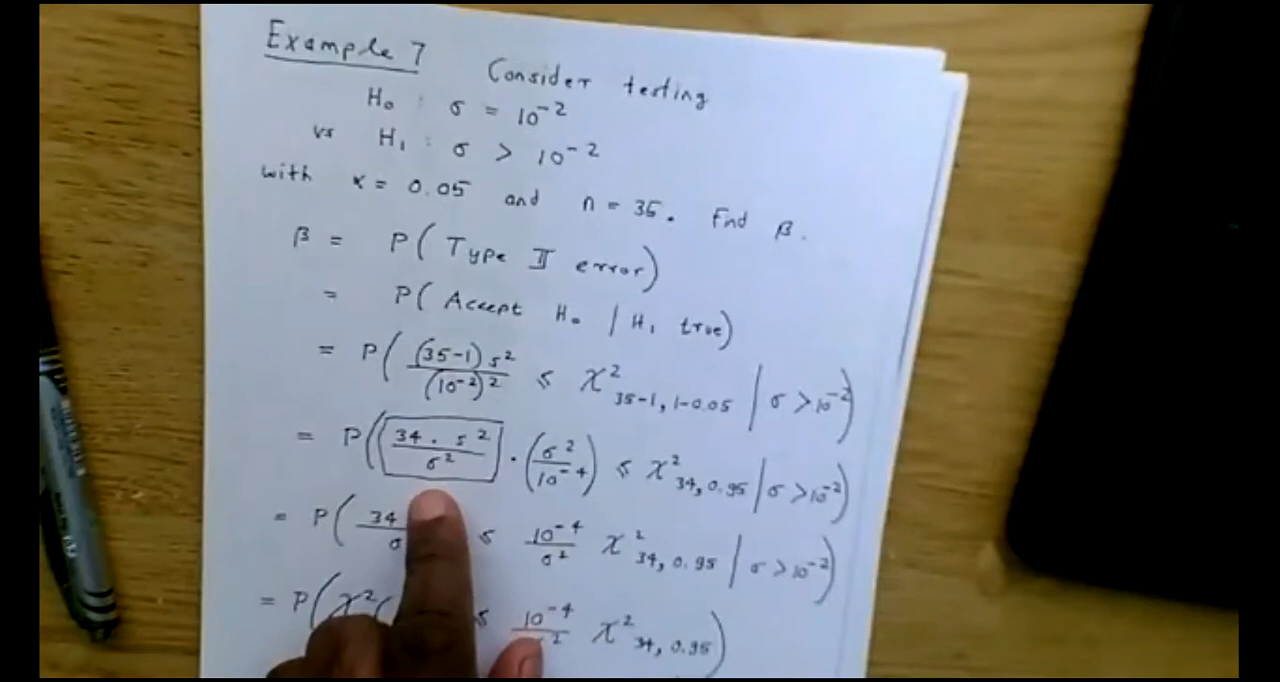 Example 7 Consider testing
H₀ : σ = 10⁻²
vs H₁ : σ > 10⁻²
with α = 0.05 and n = 35. Find β.
β = P( Type II error)
= P( Accept H₀ | H₁ true)
= P( (35-1) s² / (10⁻²)² ≤ χ²₃₅₋₁, ₁₋₀.₀₅ | σ > 10⁻²)
= P( 34 . s² / σ² · (σ² / 10⁻⁴) ≤ χ²₃₄, ₀.₉₅ | σ > 10⁻²)
= P( 34 / σ ≤ 10⁻⁴ / σ² χ²₃₄, ₀.₉₅ | σ > 10⁻²)
= P( χ²( ≤ 10⁻⁴ / ² χ²₃₄, ₀.₉₅)